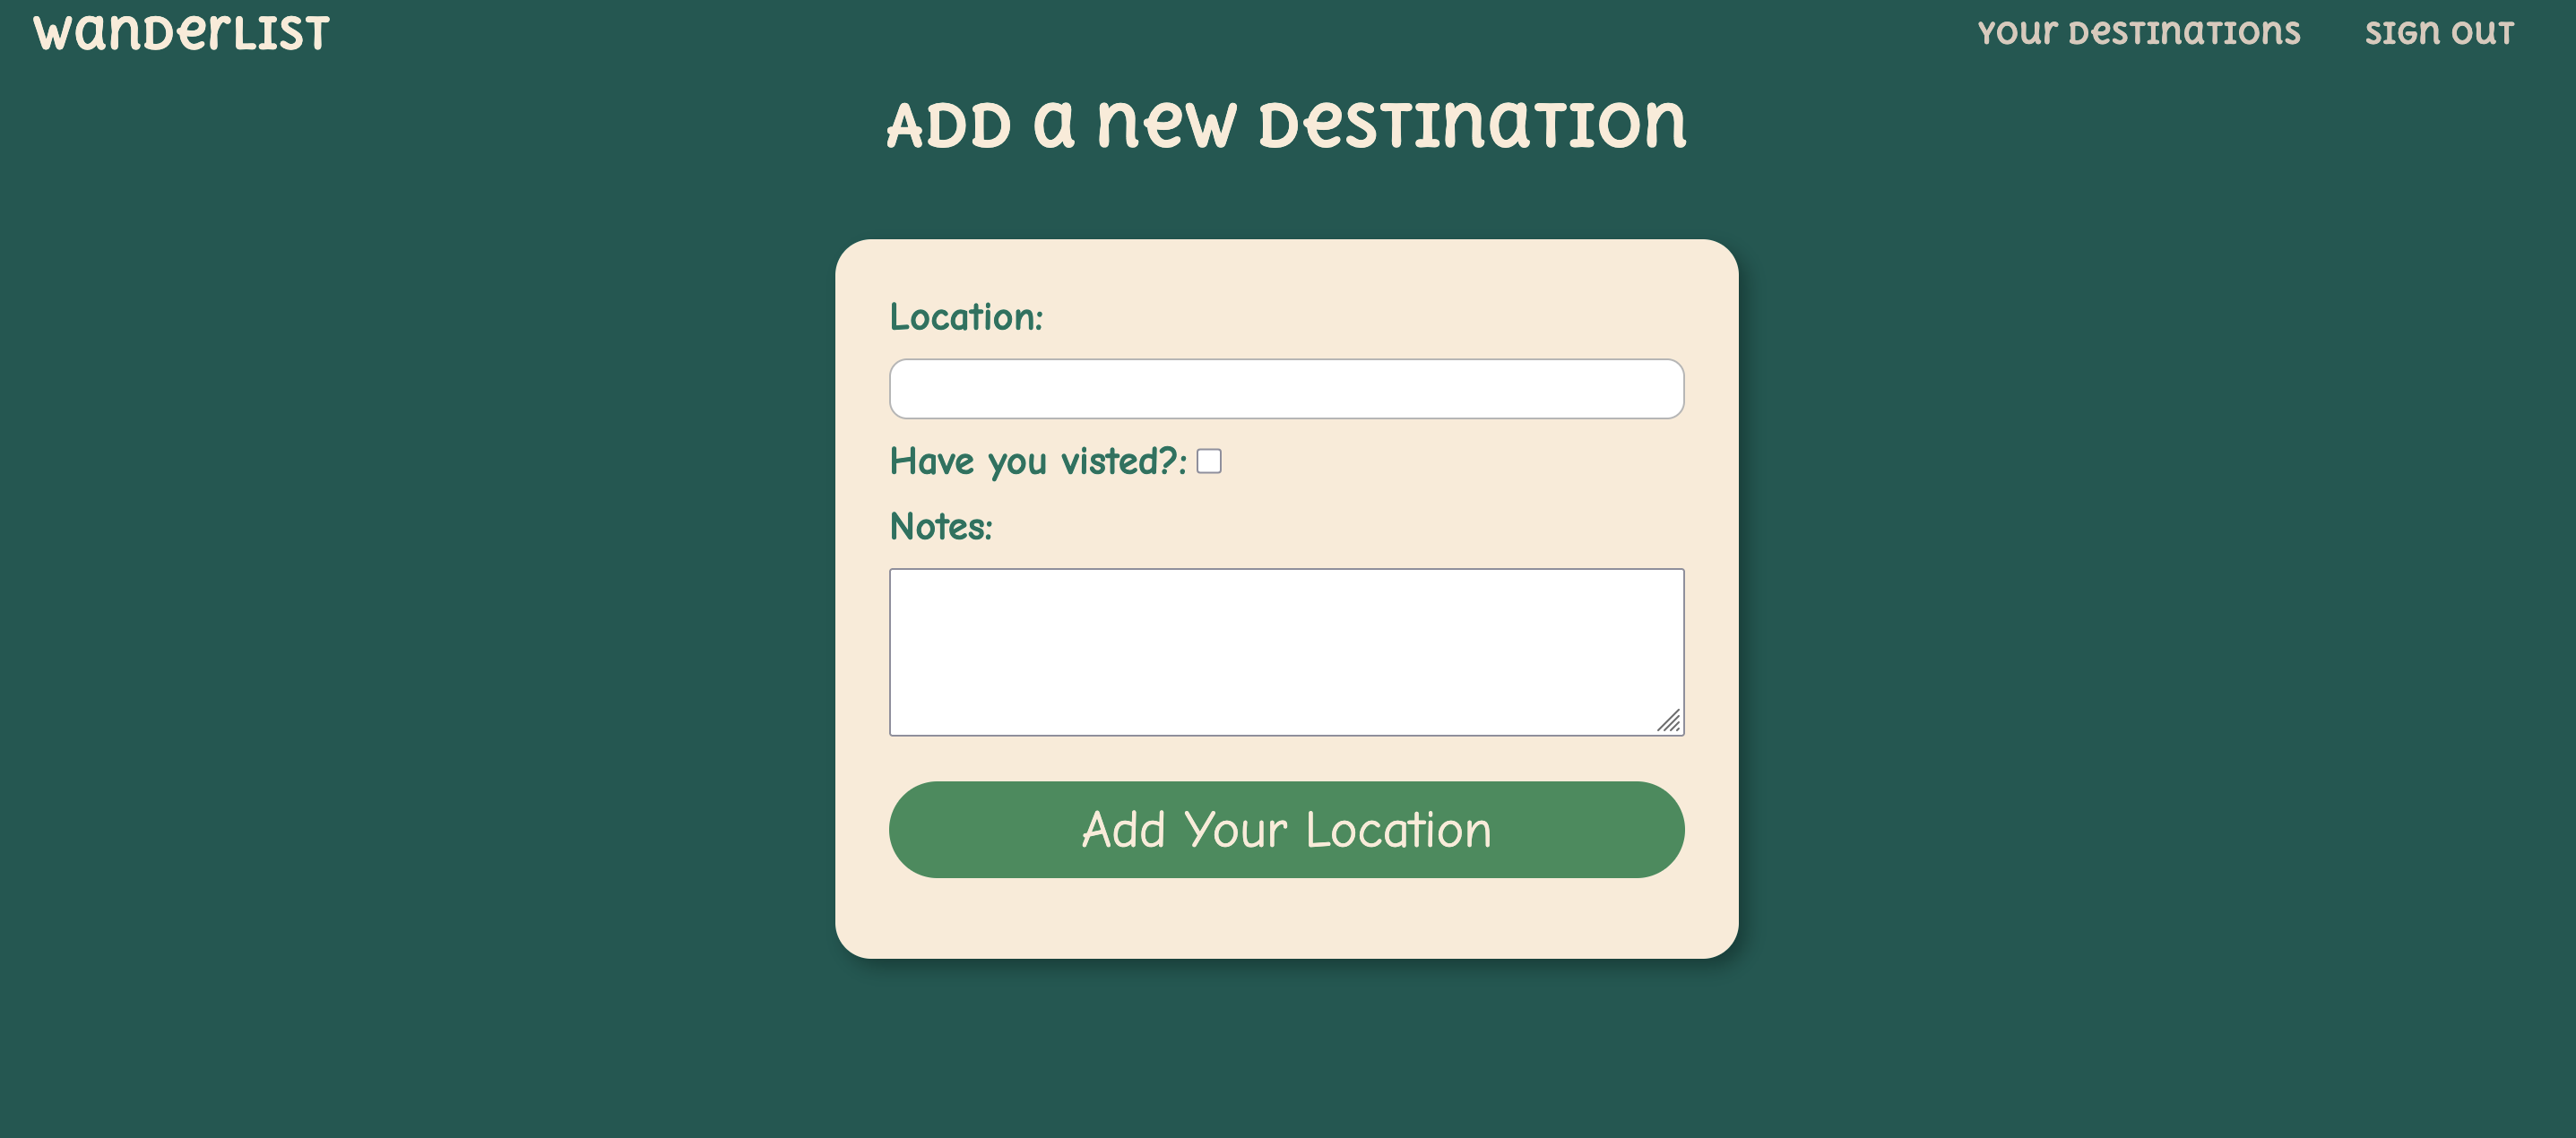 wanderlist
your destinations
sign out
Add a new destination
Location:
Have you visted?:
Notes:
Add Your Location